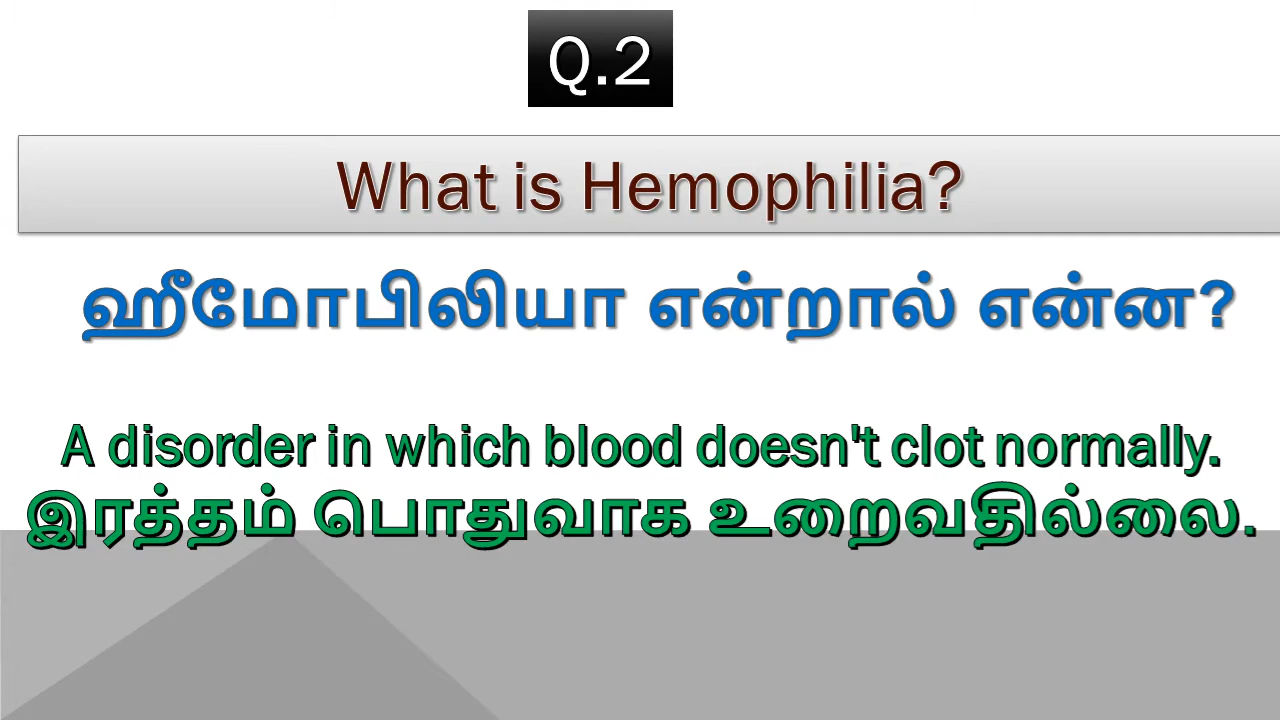 Q.2
What is Hemophilia?
ஹீமோபிலியா என்றால் என்ன?
A disorder in which blood doesn't clot normally.
இரத்தம் பொதுவாக உறைவதில்லை.